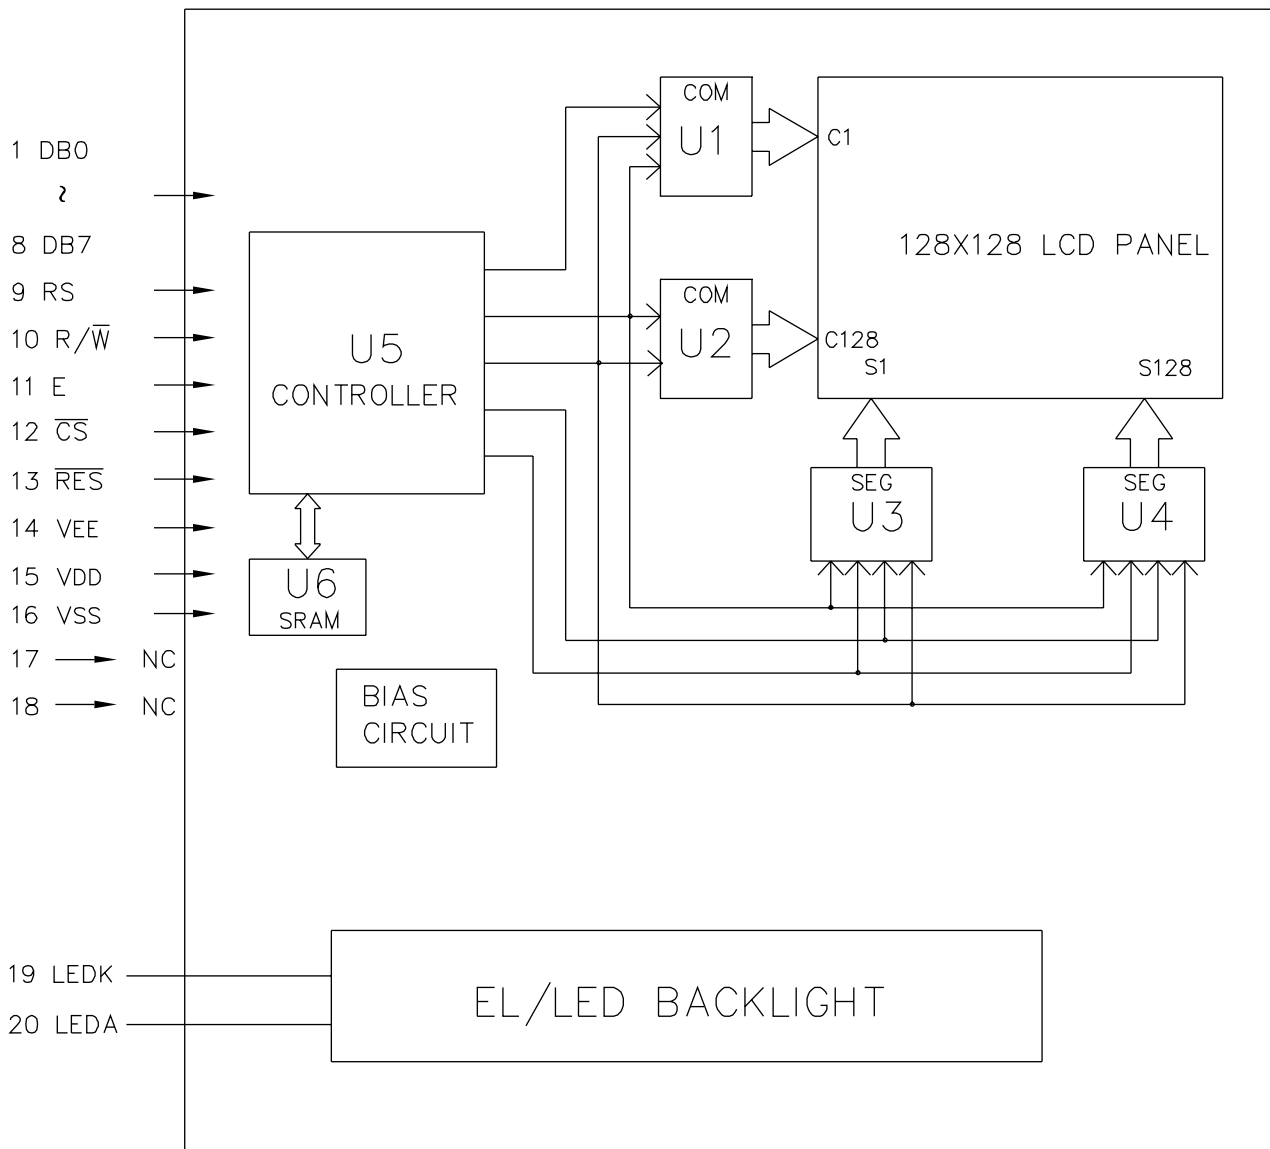 1 DB0
~
8 DB7
9 RS
10 R/W̅
11 E
12 C̅S̅
13 R̅E̅S̅
14 VEE
15 VDD
16 VSS
17 NC
18 NC
19 LEDK
20 LEDA
U5
CONTROLLER
U6
SRAM
BIAS
CIRCUIT
COM
U1
COM
U2
C1
128X128 LCD PANEL
C128
S1
S128
SEG
U3
SEG
U4
EL/LED BACKLIGHT